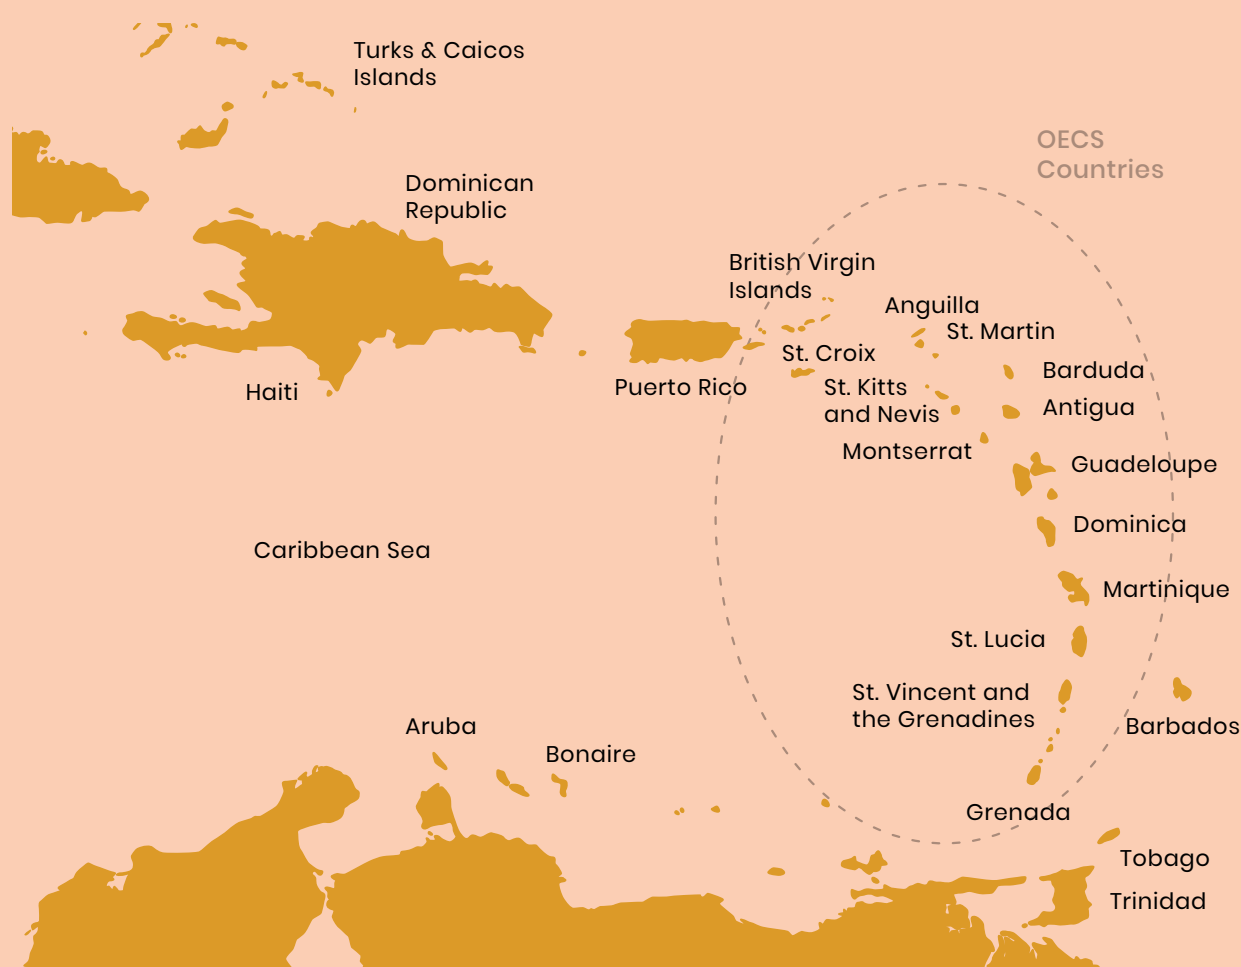 Turks & Caicos
Islands
OECS
Countries
Dominican
Republic
British Virgin
Islands
Anguilla
St. Martin
St. Croix
Barduda
Haiti
Puerto Rico
St. Kitts
and Nevis
Antigua
Montserrat
Guadeloupe
Dominica
Caribbean Sea
Martinique
St. Lucia
St. Vincent and
the Grenadines
Aruba
Barbados
Bonaire
Grenada
Tobago
Trinidad